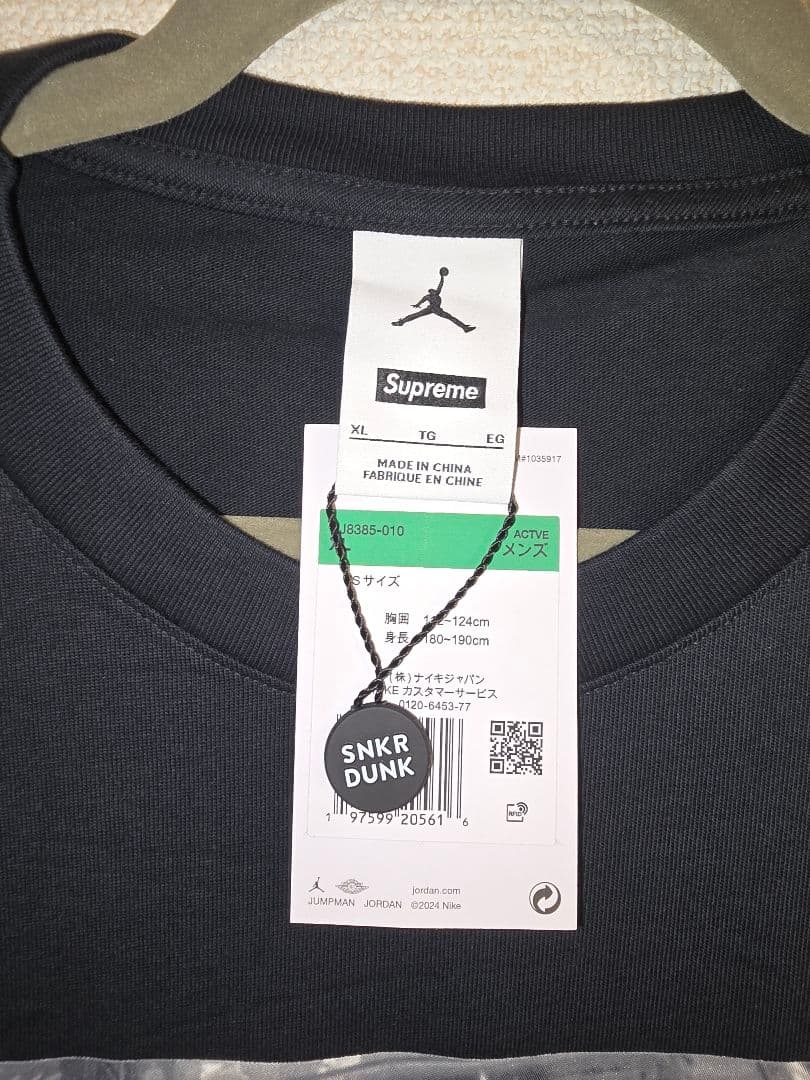 Supreme
XL TG EG
MADE IN CHINA
FABRIQUE EN CHINE
#1035917
J8385-010
ACTVE
メンズ
Sサイズ
胸囲 112~124cm
身長 180~190cm
(株)ナイキジャパン
KE カスタマーサービス
0120-6453-77
SNKR
DUNK
RFID
1 97599 20561 6
jordan.com
JUMPMAN JORDAN ©2024 Nike